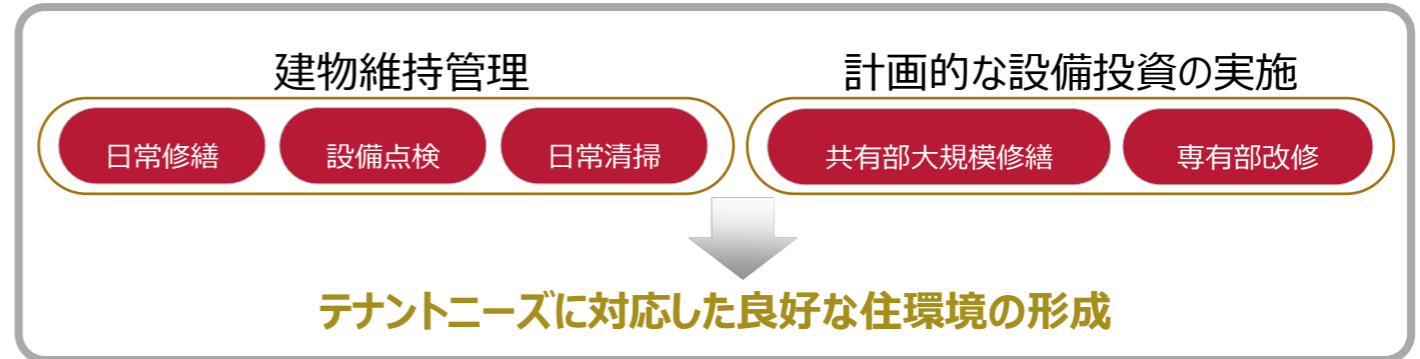 建物維持管理
計画的な設備投資の実施
日常修繕
設備点検
日常清掃
共有部大規模修繕
専有部改修
テナントニーズに対応した良好な住環境の形成